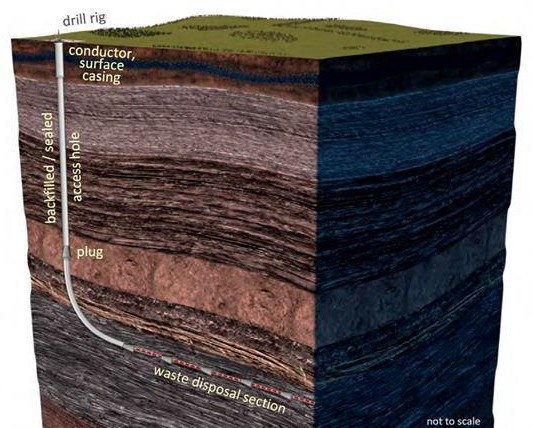 drill rig
conductor,
surface
casing
backfilled / sealed
access hole
plug
waste disposal section
not to scale